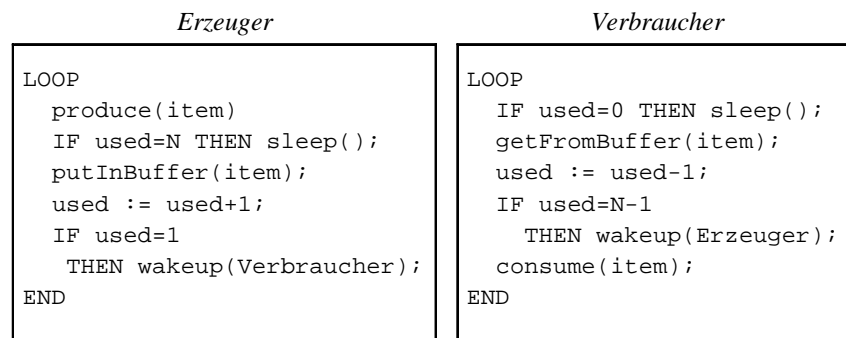 Erzeuger
LOOP
produce(item)
IF used=N THEN sleep();
putInBuffer(item);
used := used+1;
IF used=1
THEN wakeup(Verbraucher);
END
Verbraucher
LOOP
IF used=0 THEN sleep();
getFromBuffer(item);
used := used-1;
IF used=N-1
THEN wakeup(Erzeuger);
consume(item);
END